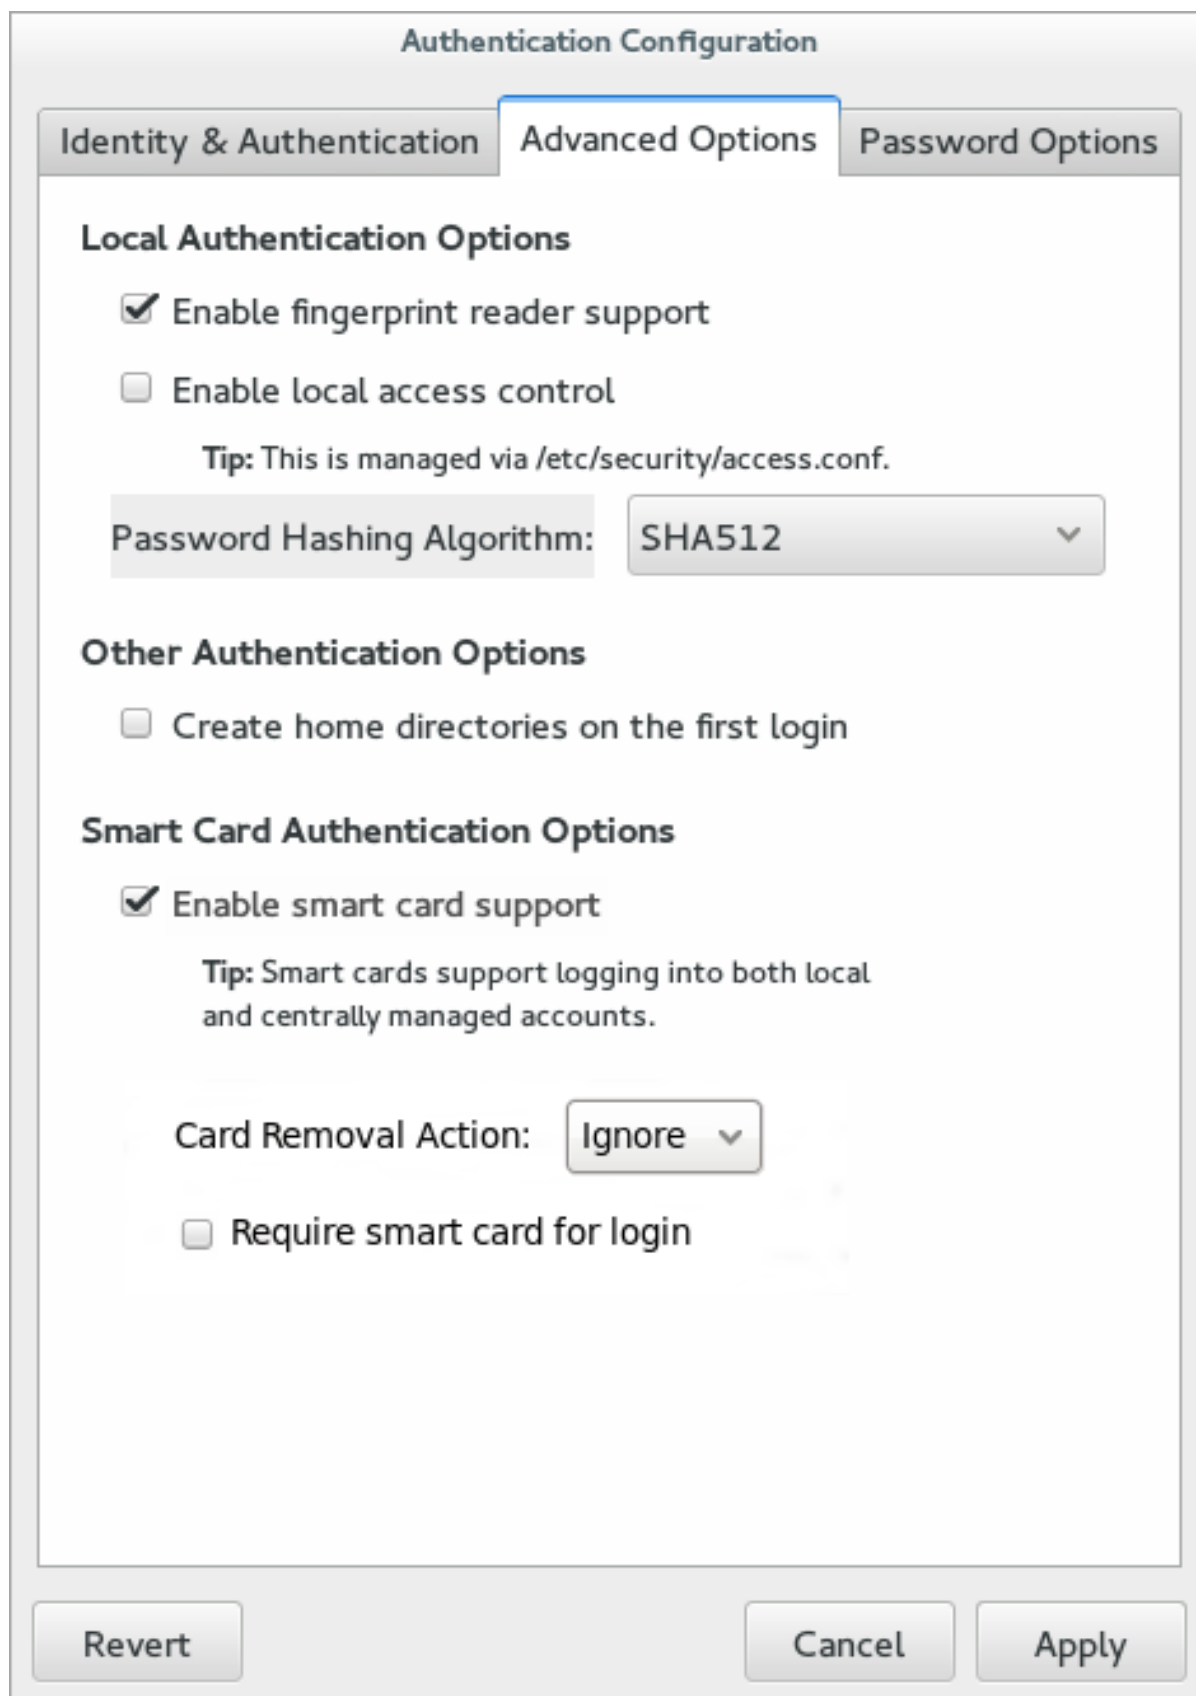 Authentication Configuration
Identity & Authentication
Advanced Options
Password Options
Local Authentication Options
Enable fingerprint reader support
Enable local access control
Tip: This is managed via /etc/security/access.conf.
Password Hashing Algorithm:
SHA512
Other Authentication Options
Create home directories on the first login
Smart Card Authentication Options
Enable smart card support
Tip: Smart cards support logging into both local
and centrally managed accounts.
Card Removal Action:
Ignore
Require smart card for login
Revert
Cancel
Apply